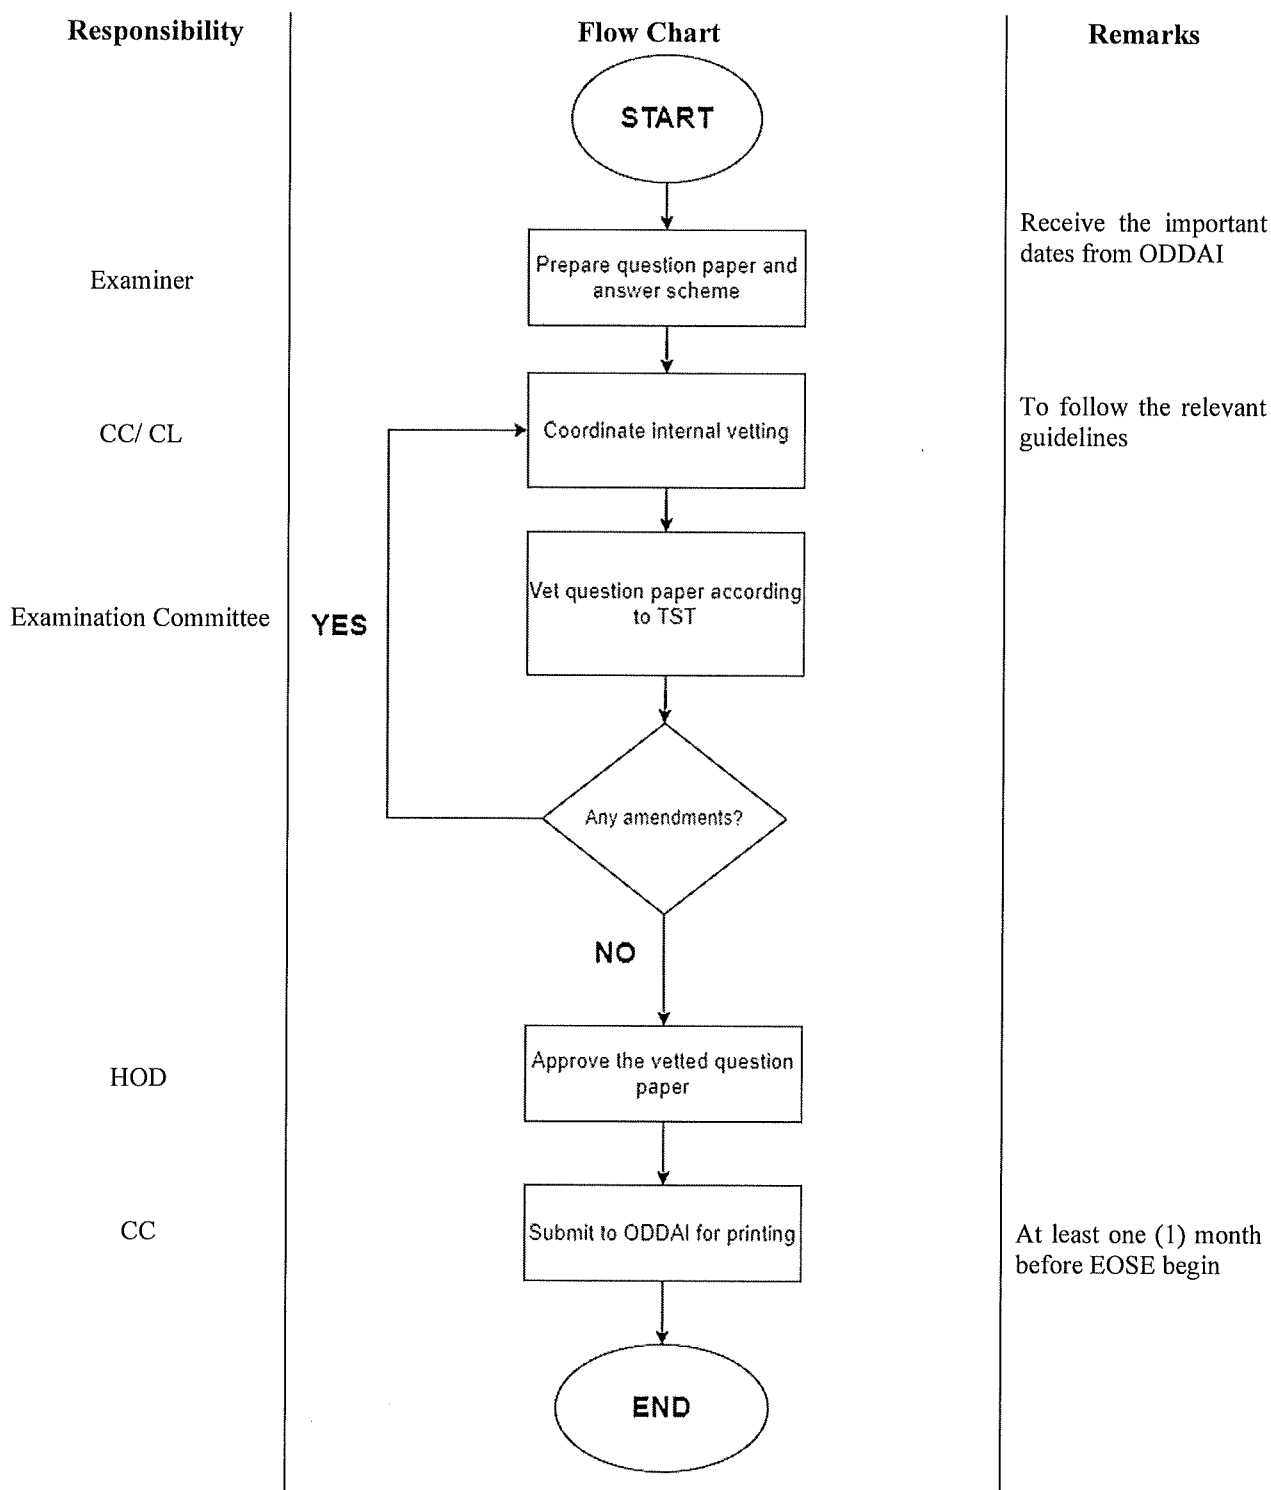 Responsibility
Flow Chart
Remarks
START
Receive the important
dates from ODDAI
Examiner
Prepare question paper and
answer scheme
CC/ CL
Coordinate internal vetting
To follow the relevant
guidelines
Examination Committee
YES
Vet question paper according
to TST
Any amendments?
NO
HOD
Approve the vetted question
paper
CC
Submit to ODDAI for printing
At least one (1) month
before EOSE begin
END